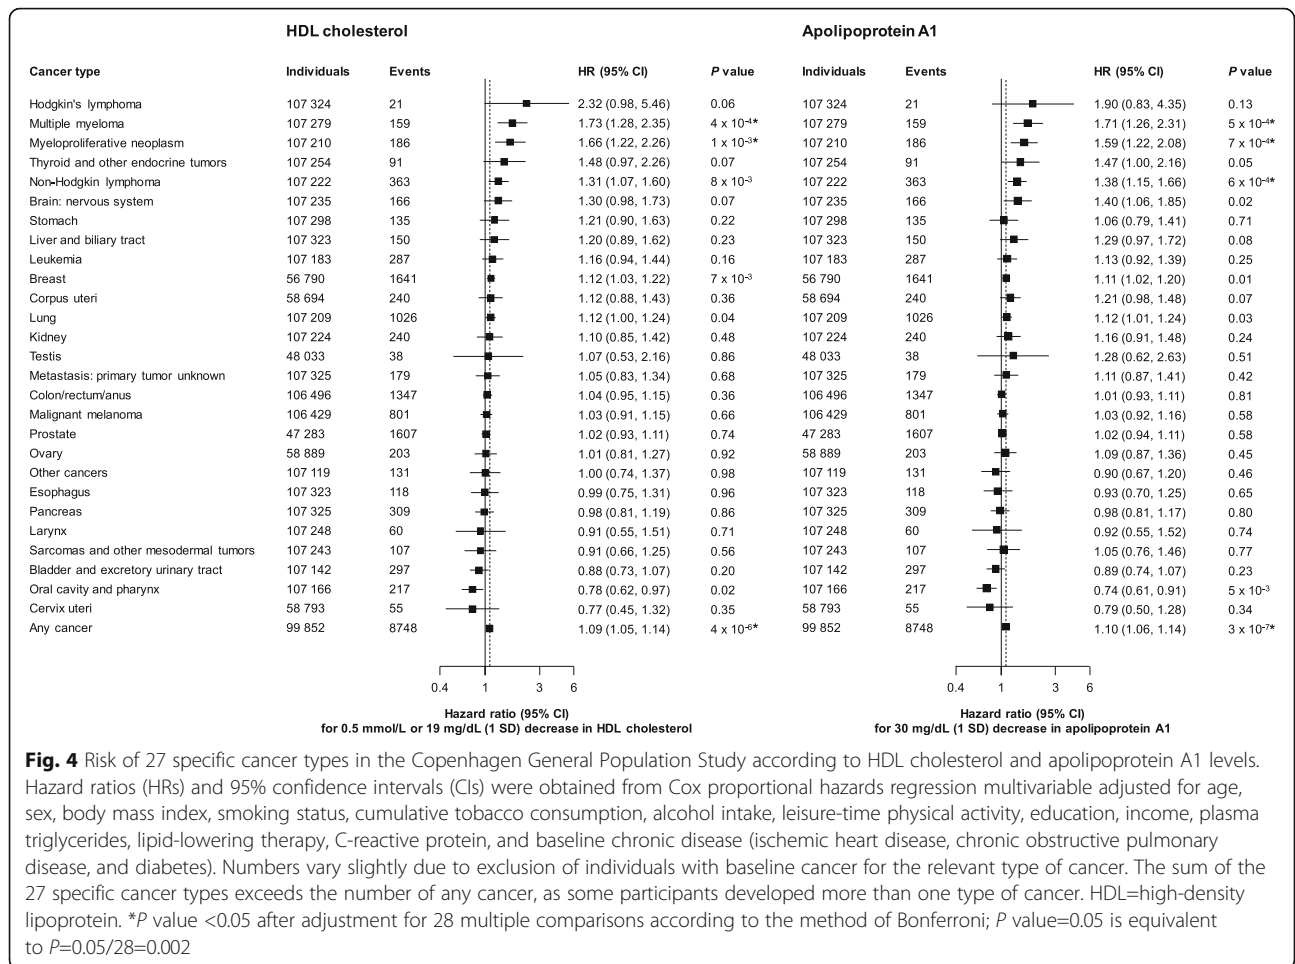 HDL cholesterol Apolipoprotein A1
Cancer type Individuals Events HR (95% CI) P value Individuals Events HR (95% CI) P value
Hodgkin's lymphoma 107 324 21 2.32 (0.98, 5.46) 0.06 107 324 21 1.90 (0.83, 4.35) 0.13
Multiple myeloma 107 279 159 1.73 (1.28, 2.35) 4 x 10⁻⁴* 107 279 159 1.71 (1.26, 2.31) 5 x 10⁻⁴*
Myeloproliferative neoplasm 107 210 186 1.66 (1.22, 2.26) 1 x 10⁻³* 107 210 186 1.59 (1.22, 2.08) 7 x 10⁻⁴*
Thyroid and other endocrine tumors 107 254 91 1.48 (0.97, 2.26) 0.07 107 254 91 1.47 (1.00, 2.16) 0.05
Non-Hodgkin lymphoma 107 222 363 1.31 (1.07, 1.60) 8 x 10⁻³ 107 222 363 1.38 (1.15, 1.66) 6 x 10⁻⁴*
Brain: nervous system 107 235 166 1.30 (0.98, 1.73) 0.07 107 235 166 1.40 (1.06, 1.85) 0.02
Stomach 107 298 135 1.21 (0.90, 1.63) 0.22 107 298 135 1.06 (0.79, 1.41) 0.71
Liver and biliary tract 107 323 150 1.20 (0.89, 1.62) 0.23 107 323 150 1.29 (0.97, 1.72) 0.08
Leukemia 107 183 287 1.16 (0.94, 1.44) 0.16 107 183 287 1.13 (0.92, 1.39) 0.25
Breast 56 790 1641 1.12 (1.03, 1.22) 7 x 10⁻³ 56 790 1641 1.11 (1.02, 1.20) 0.01
Corpus uteri 58 694 240 1.12 (0.88, 1.43) 0.36 58 694 240 1.21 (0.98, 1.48) 0.07
Lung 107 209 1026 1.12 (1.00, 1.24) 0.04 107 209 1026 1.12 (1.01, 1.24) 0.03
Kidney 107 224 240 1.10 (0.85, 1.42) 0.48 107 224 240 1.16 (0.91, 1.48) 0.24
Testis 48 033 38 1.07 (0.53, 2.16) 0.86 48 033 38 1.28 (0.62, 2.63) 0.51
Metastasis: primary tumor unknown 107 325 179 1.05 (0.83, 1.34) 0.68 107 325 179 1.11 (0.87, 1.41) 0.42
Colon/rectum/anus 106 496 1347 1.04 (0.95, 1.15) 0.36 106 496 1347 1.01 (0.93, 1.11) 0.81
Malignant melanoma 106 429 801 1.03 (0.91, 1.15) 0.66 106 429 801 1.03 (0.92, 1.16) 0.58
Prostate 47 283 1607 1.02 (0.93, 1.11) 0.74 47 283 1607 1.02 (0.94, 1.11) 0.58
Ovary 58 889 203 1.01 (0.81, 1.27) 0.92 58 889 203 1.09 (0.87, 1.36) 0.45
Other cancers 107 119 131 1.00 (0.74, 1.37) 0.98 107 119 131 0.90 (0.67, 1.20) 0.46
Esophagus 107 323 118 0.99 (0.75, 1.31) 0.96 107 323 118 0.93 (0.70, 1.25) 0.65
Pancreas 107 325 309 0.98 (0.81, 1.19) 0.86 107 325 309 0.98 (0.81, 1.17) 0.80
Larynx 107 248 60 0.91 (0.55, 1.51) 0.71 107 248 60 0.92 (0.55, 1.52) 0.74
Sarcomas and other mesodermal tumors 107 243 107 0.91 (0.66, 1.25) 0.56 107 243 107 1.05 (0.76, 1.46) 0.77
Bladder and excretory urinary tract 107 142 297 0.88 (0.73, 1.07) 0.20 107 142 297 0.89 (0.74, 1.07) 0.23
Oral cavity and pharynx 107 166 217 0.78 (0.62, 0.97) 0.02 107 166 217 0.74 (0.61, 0.91) 5 x 10⁻³
Cervix uteri 58 793 55 0.77 (0.45, 1.32) 0.35 58 793 55 0.79 (0.50, 1.28) 0.34
Any cancer 99 852 8748 1.09 (1.05, 1.14) 4 x 10⁻⁶* 99 852 8748 1.10 (1.06, 1.14) 3 x 10⁻⁷*
0.4 1 3 6 0.4 1 3 6
Hazard ratio (95% CI) Hazard ratio (95% CI)
for 0.5 mmol/L or 19 mg/dL (1 SD) decrease in HDL cholesterol for 30 mg/dL (1 SD) decrease in apolipoprotein A1
Fig. 4 Risk of 27 specific cancer types in the Copenhagen General Population Study according to HDL cholesterol and apolipoprotein A1 levels.
Hazard ratios (HRs) and 95% confidence intervals (CIs) were obtained from Cox proportional hazards regression multivariable adjusted for age,
sex, body mass index, smoking status, cumulative tobacco consumption, alcohol intake, leisure-time physical activity, education, income, plasma
triglycerides, lipid-lowering therapy, C-reactive protein, and baseline chronic disease (ischemic heart disease, chronic obstructive pulmonary
disease, and diabetes). Numbers vary slightly due to exclusion of individuals with baseline cancer for the relevant type of cancer. The sum of the
27 specific cancer types exceeds the number of any cancer, as some participants developed more than one type of cancer. HDL=high-density
lipoprotein. *P value <0.05 after adjustment for 28 multiple comparisons according to the method of Bonferroni; P value=0.05 is equivalent
to P=0.05/28=0.002